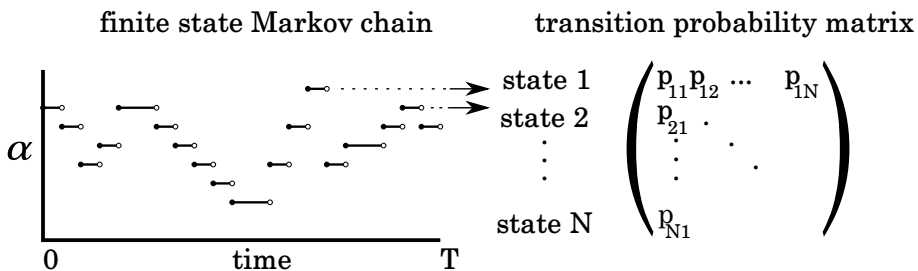 finite state Markov chain
transition probability matrix
α
0 time T
state 1
state 2
state N
p11 p12 ... p1N
p21
pN1